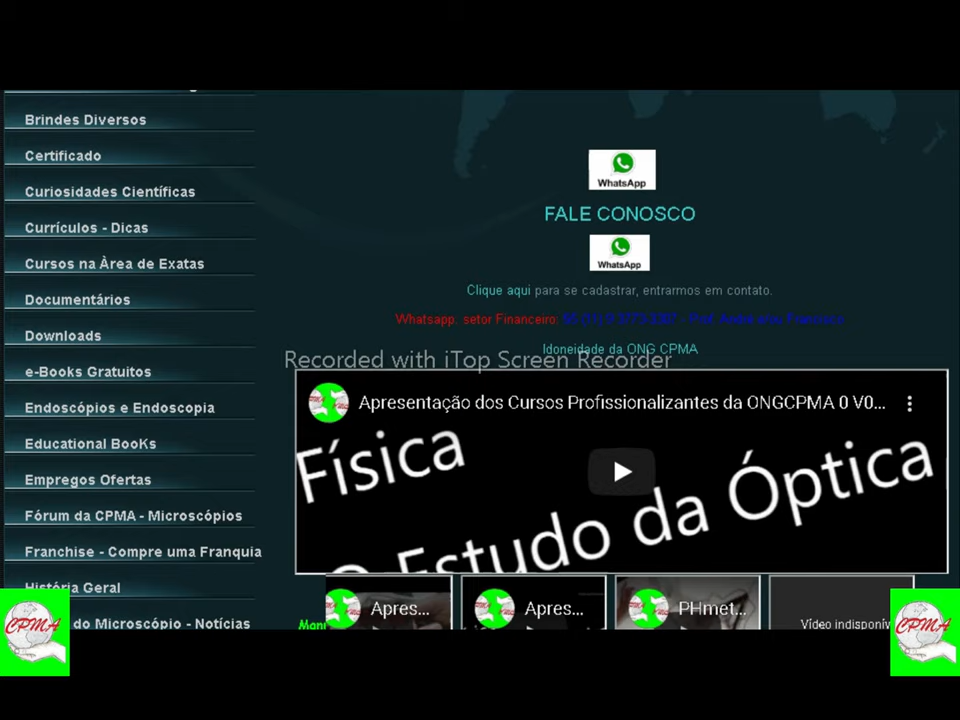 Brindes Diversos
Certificado
Curiosidades Científicas
Currículos - Dicas
Cursos na Àrea de Exatas
Documentários
Downloads
e-Books Gratuitos
Endoscópios e Endoscopia
Educational BooKs
Empregos Ofertas
Fórum da CPMA - Microscópios
Franchise - Compre uma Franquia
História Geral
do Microscópio - Notícias
WhatsApp
FALE CONOSCO
WhatsApp
Clique aqui para se cadastrar, entrarmos em contato.
Whatsapp. setor Financeiro:
Idoneidade da ONG CPMA
Recorded with iTop Screen Recorder
Apresentação dos Cursos Profissionalizantes da ONGCPMA 0 V0...
Física
O Estudo da Óptica
Apres...
Apres...
PHmet...
Vídeo indisponív
CPMA
CPMA